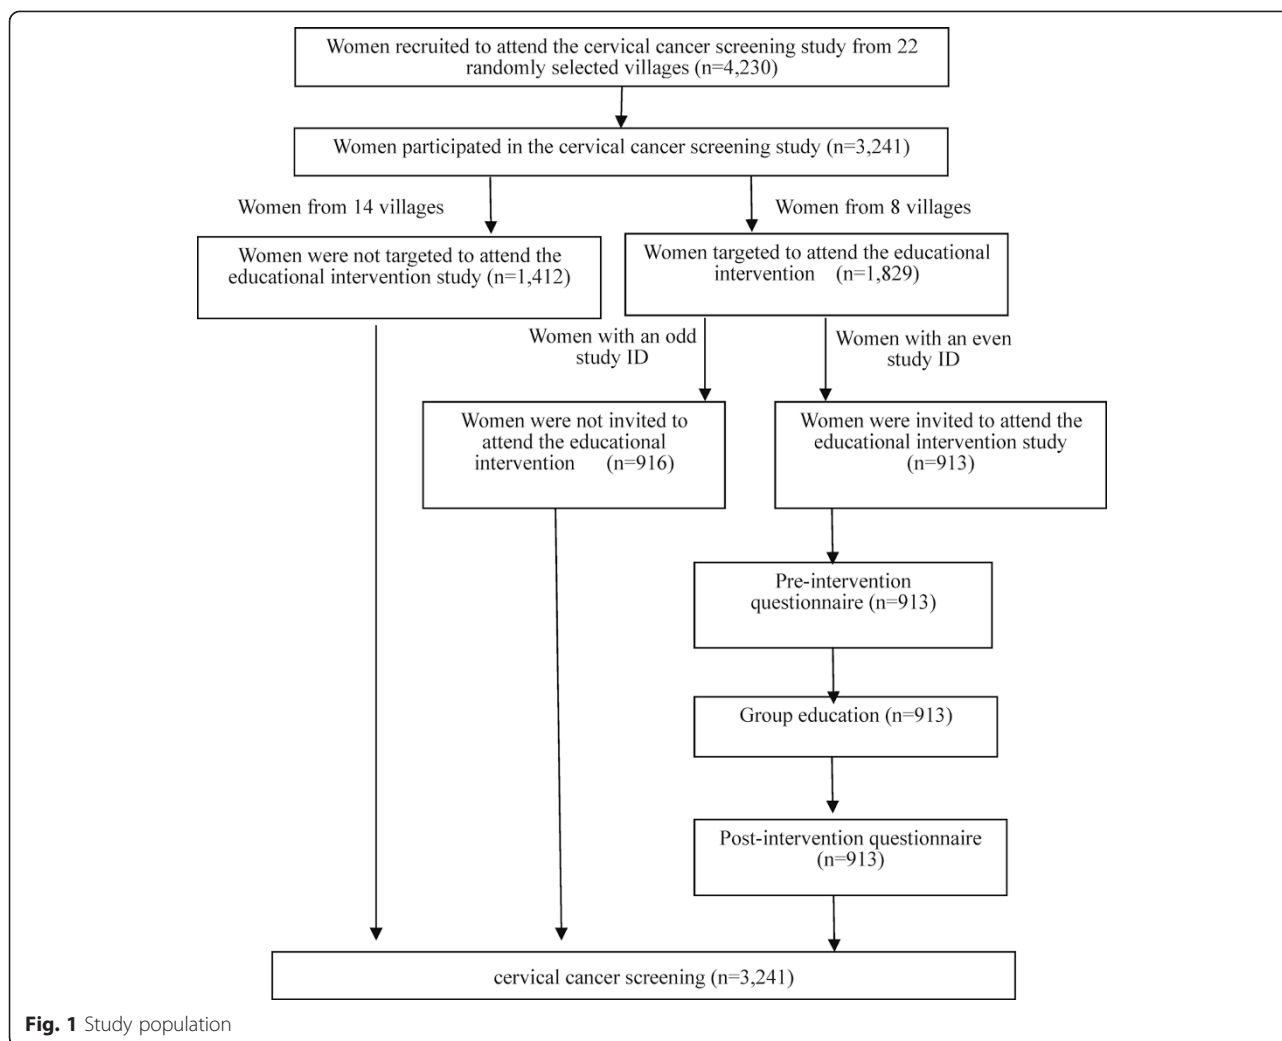 Women recruited to attend the cervical cancer screening study from 22
randomly selected villages (n=4,230)
Women participated in the cervical cancer screening study (n=3,241)
Women from 14 villages
Women from 8 villages
Women were not targeted to attend the
educational intervention study (n=1,412)
Women targeted to attend the educational
intervention (n=1,829)
Women with an odd
study ID
Women with an even
study ID
Women were not invited to
attend the educational
intervention (n=916)
Women were invited to attend the
educational intervention study
(n=913)
Pre-intervention
questionnaire (n=913)
Group education (n=913)
Post-intervention questionnaire
(n=913)
cervical cancer screening (n=3,241)
Fig. 1 Study population